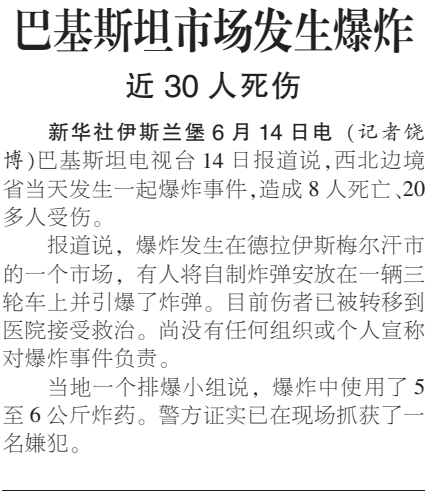 巴基斯坦市场发生爆炸
近 30 人死伤
新华社伊斯兰堡 6 月 14 日电（记者饶
博）巴基斯坦电视台 14 日报道说，西北边境
省当天发生一起爆炸事件，造成 8 人死亡、20
多人受伤。
报道说，爆炸发生在德拉伊斯梅尔汗市
的一个市场，有人将自制炸弹安放在一辆三
轮车上并引爆了炸弹。目前伤者已被转移到
医院接受救治。尚没有任何组织或个人宣称
对爆炸事件负责。
当地一个排爆小组说，爆炸中使用了 5
至 6 公斤炸药。警方证实已在现场抓获了一
名嫌犯。